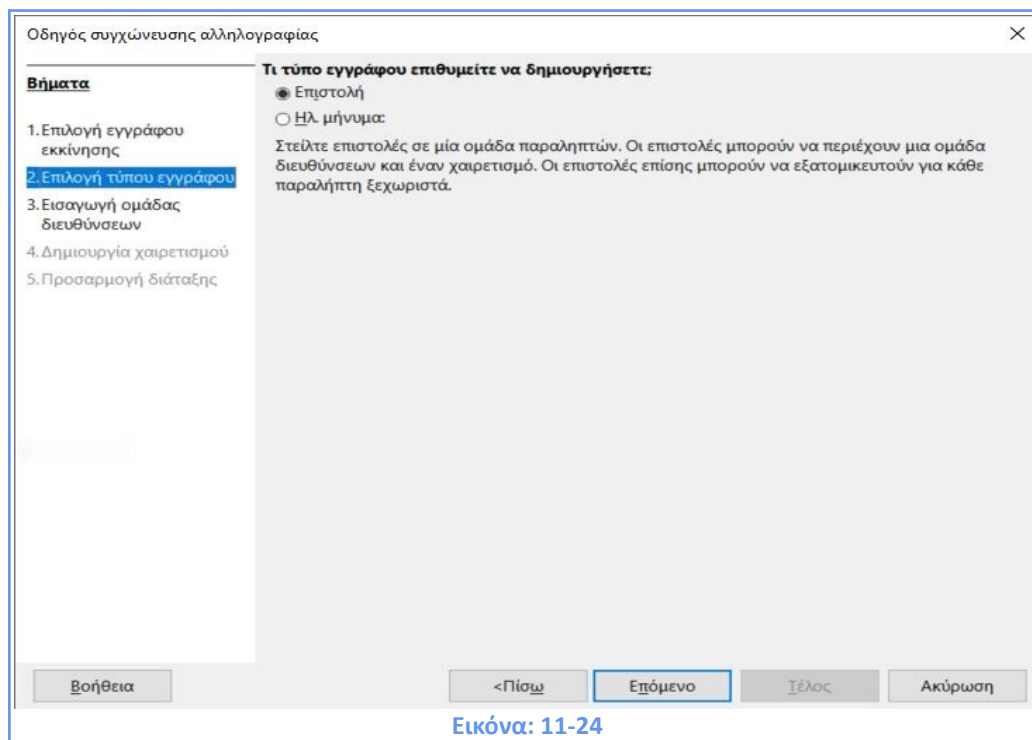 Οδηγός συγχώνευσης αλληλογραφίας
Βήματα
1.Επιλογή εγγράφου
εκκίνησης
2.Επιλογή τύπου εγγράφου
3.Εισαγωγή ομάδας
διευθύνσεων
4.Δημιουργία χαιρετισμού
5.Προσαρμογή διάταξης
Τι τύπο εγγράφου επιθυμείτε να δημιουργήσετε;
Επιστολή
Ηλ. μήνυμα:
Στείλτε επιστολές σε μία ομάδα παραληπτών. Οι επιστολές μπορούν να περιέχουν μια ομάδα
διευθύνσεων και έναν χαιρετισμό. Οι επιστολές επίσης μπορούν να εξατομικευτούν για κάθε
παραλήπτη ξεχωριστά.
Βοήθεια
<Πίσω
Επόμενο
Τέλος
Ακύρωση
Εικόνα: 11-24